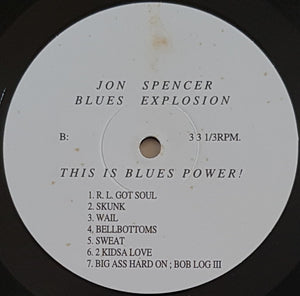 JON SPENCER
BLUES EXPLOSION
B: 3 3 1/3RPM.
THIS IS BLUES POWER!
1. R. L. GOT SOUL
2. SKUNK
3. WAIL
4. BELLBOTTOMS
5. SWEAT
6. 2 KIDSA LOVE
7. BIG ASS HARD ON ; BOB LOG III